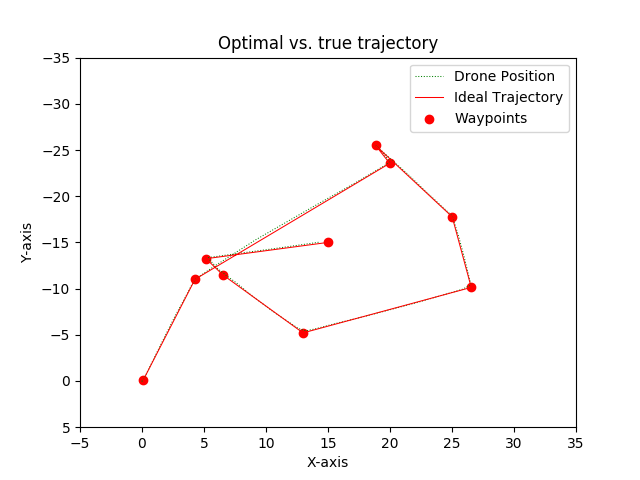 Optimal vs. true trajectory
Drone Position
Ideal Trajectory
Waypoints
Y-axis
−35
−30
−25
−20
−15
−10
−5
0
5
−5 0 5 10 15 20 25 30 35
X-axis